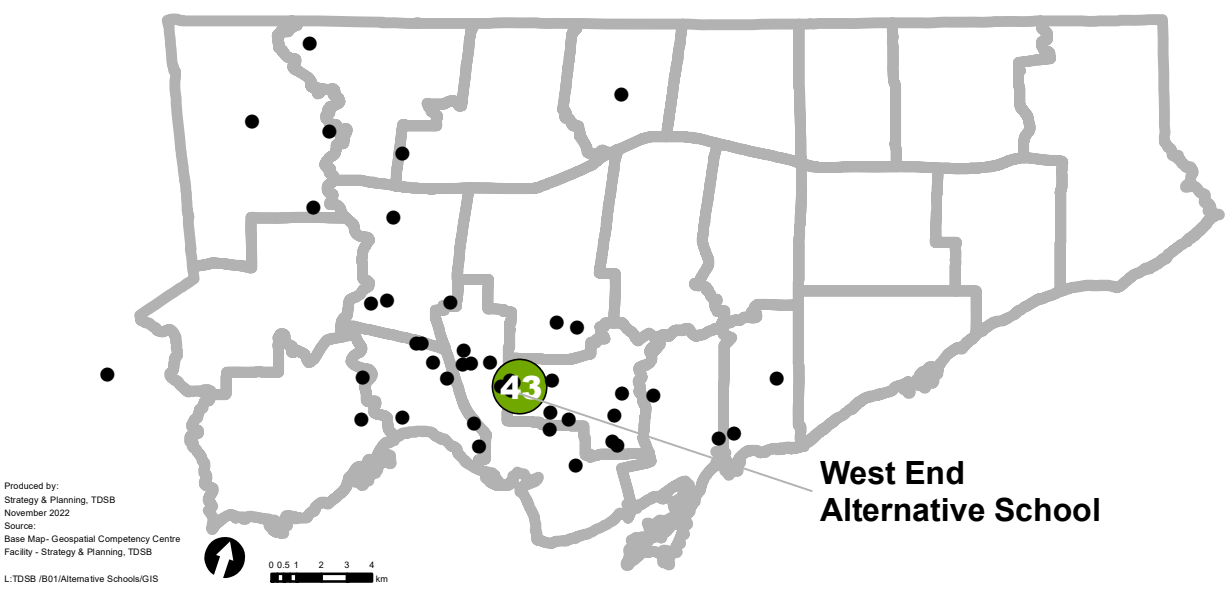 43
West End
Alternative School
Produced by:
Strategy & Planning, TDSB
November 2022
Source:
Base Map- Geospatial Competency Centre
Facility - Strategy & Planning, TDSB
L:TDSB /B01/Alternative Schools/GIS
0 0.5 1 2 3 4
km